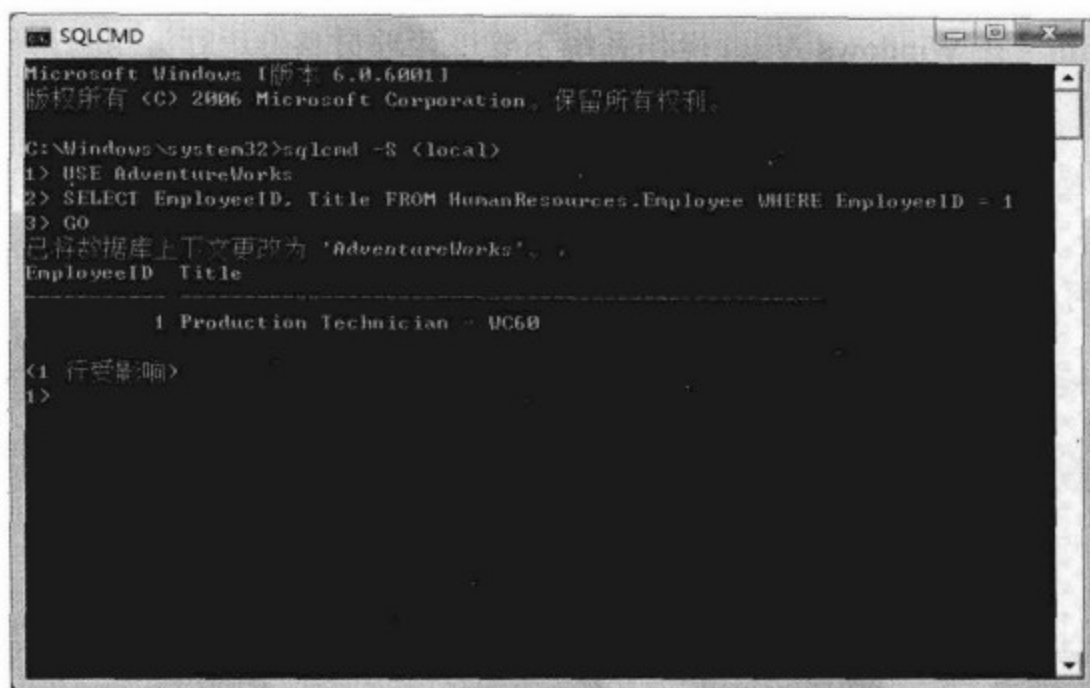 SQLCMD
Microsoft Windows [版本 6.0.6001]
版权所有 (C) 2006 Microsoft Corporation。保留所有权利。
C:\Windows\system32>sqlcmd -S (local)
1> USE AdventureWorks
2> SELECT EmployeeID, Title FROM HumanResources.Employee WHERE EmployeeID = 1
3> GO
已将数据库上下文更改为 'AdventureWorks'。
EmployeeID  Title
----------- --------------------------------------------------
          1 Production Technician - WC60
(1 行受影响)
1>